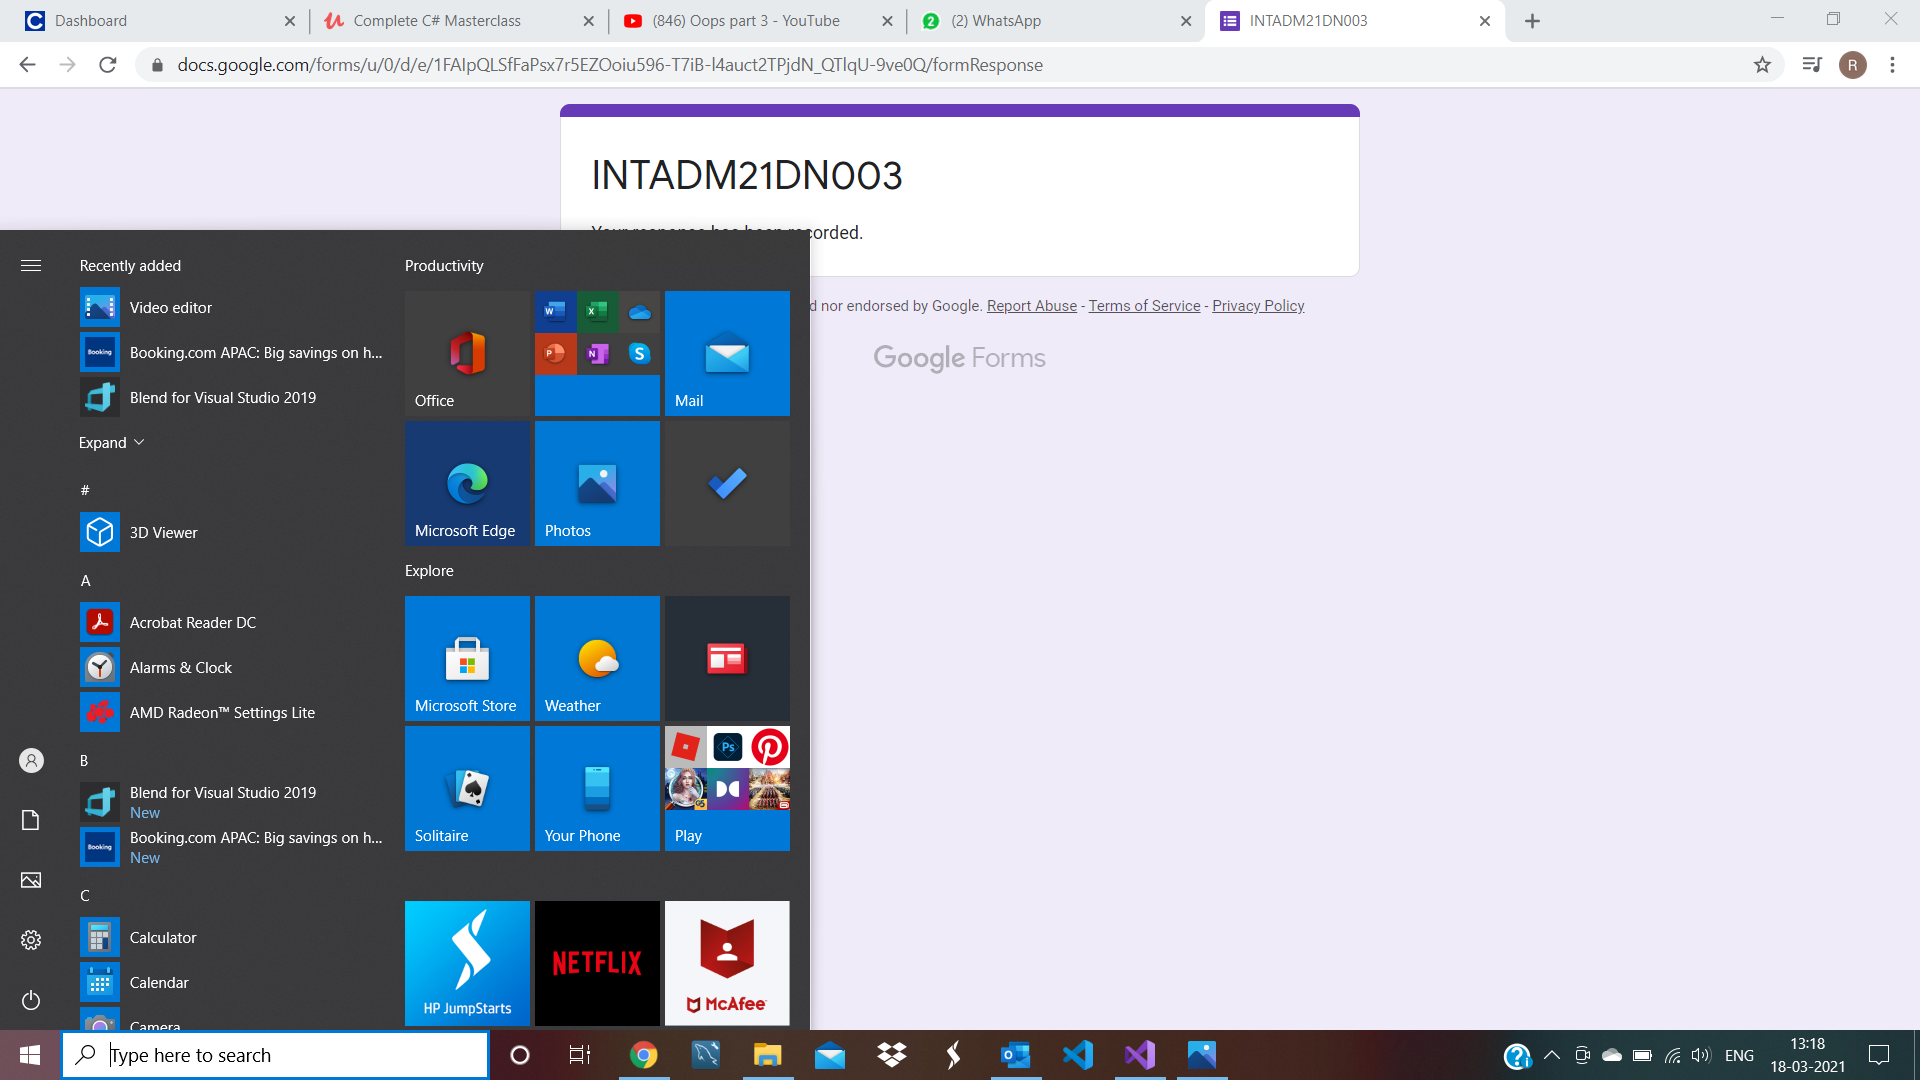 Dashboard
Complete C# Masterclass
(846) Oops part 3 - YouTube
(2) WhatsApp
INTADM21DN003
docs.google.com/forms/u/0/d/e/1FAIpQLSfFaPsx7r5EZOoiu596-T7iB-l4auct2TPjdN_QTlqU-9ve0Q/formResponse
R
INTADM21DN003
Your response has been recorded.
d nor endorsed by Google. Report Abuse - Terms of Service - Privacy Policy
Google Forms
Recently added
Video editor
Booking.com APAC: Big savings on h...
Blend for Visual Studio 2019
Expand
#
3D Viewer
A
Acrobat Reader DC
Alarms & Clock
AMD Radeon™ Settings Lite
B
Blend for Visual Studio 2019
New
Booking.com APAC: Big savings on h...
New
C
Calculator
Calendar
Camera
Productivity
Office
Mail
Microsoft Edge
Photos
Explore
Microsoft Store
Weather
Solitaire
Your Phone
Play
HP JumpStarts
NETFLIX
McAfee
Type here to search
ENG
13:18
18-03-2021